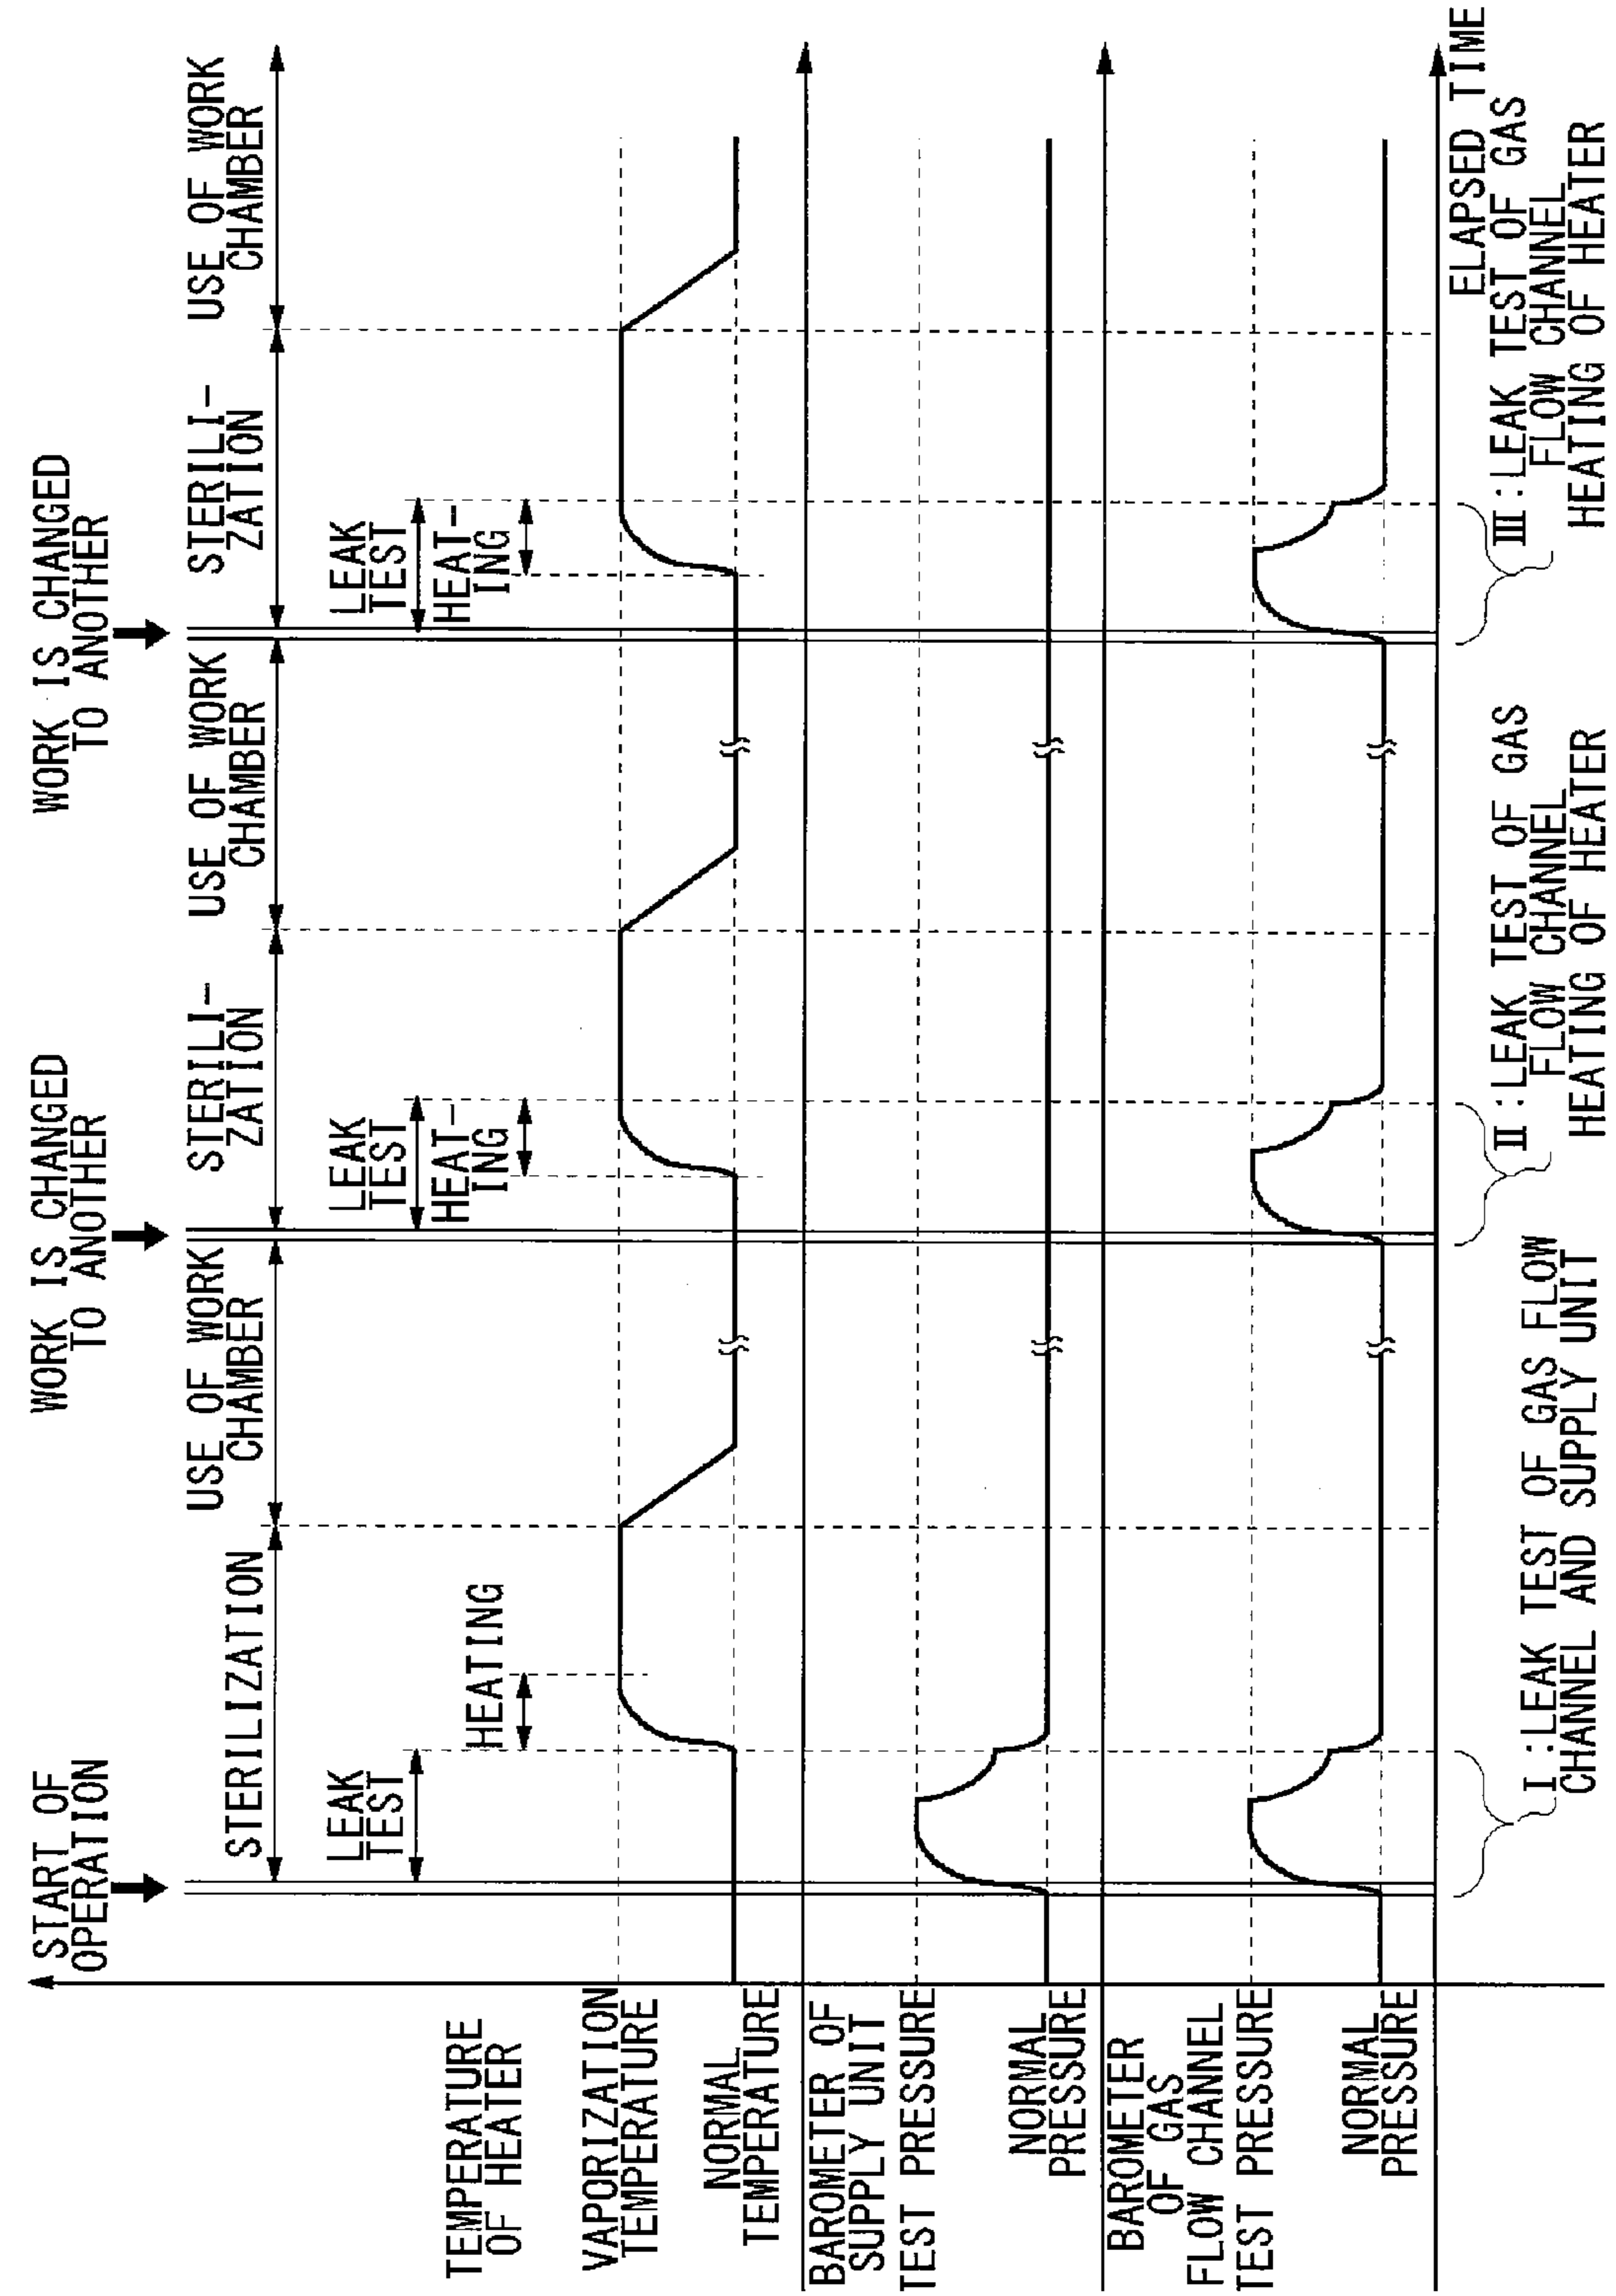 START OF
OPERATION
WORK IS CHANGED
TO ANOTHER
WORK IS CHANGED
TO ANOTHER
STERILIZATION
USE OF WORK
CHAMBER
STERILI-
ZATION
USE OF WORK
CHAMBER
STERILI-
ZATION
USE OF WORK
CHAMBER
LEAK
TEST
HEATING
LEAK
TEST
HEAT-
ING
LEAK
TEST
HEAT-
ING
TEMPERATURE
OF HEATER
VAPORIZATION
TEMPERATURE
NORMAL
TEMPERATURE
BAROMETER OF
SUPPLY UNIT
TEST PRESSURE
NORMAL
PRESSURE
BAROMETER
OF GAS
FLOW CHANNEL
TEST PRESSURE
NORMAL
PRESSURE
ELAPSED TIME
I:LEAK TEST OF GAS FLOW
CHANNEL AND SUPPLY UNIT
II:LEAK TEST OF GAS
FLOW CHANNEL
HEATING OF HEATER
III:LEAK TEST OF GAS
FLOW CHANNEL
HEATING OF HEATER